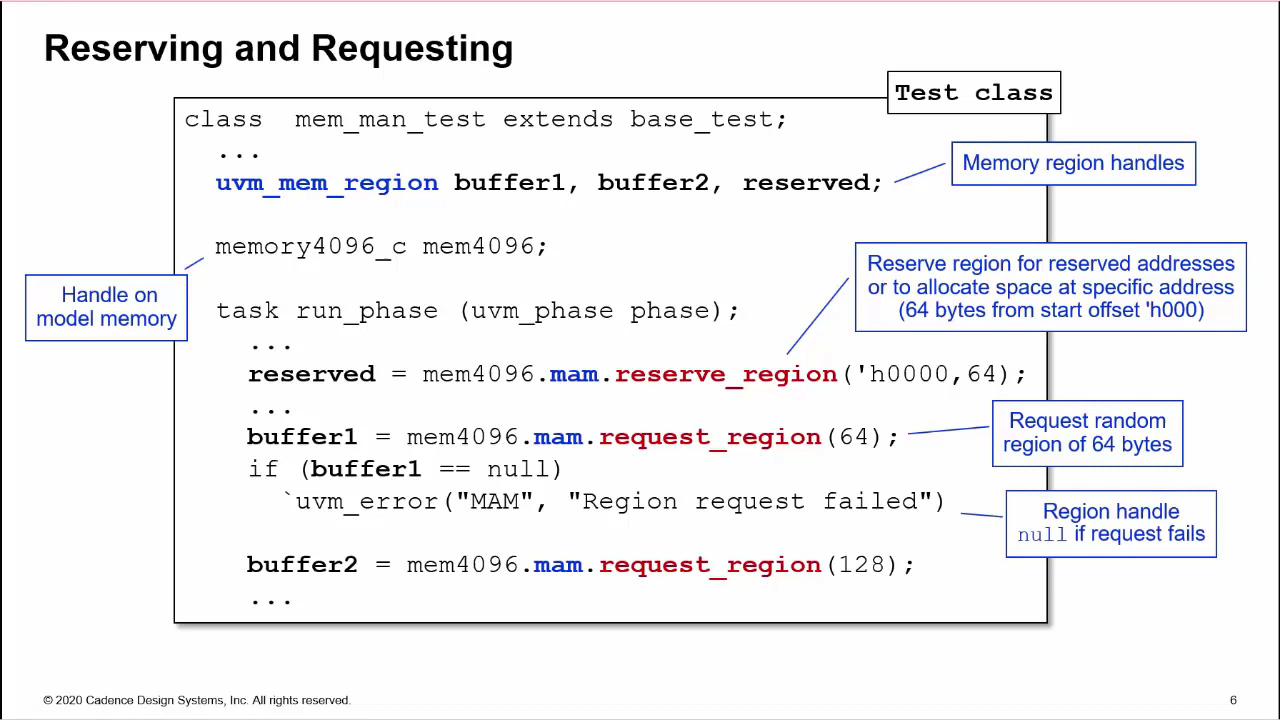 Reserving and Requesting
Test class
class  mem_man_test extends base_test;
...
uvm_mem_region buffer1, buffer2, reserved;
Memory region handles
memory4096_c mem4096;
Handle on
model memory
Reserve region for reserved addresses
or to allocate space at specific address
(64 bytes from start offset 'h000)
task run_phase (uvm_phase phase);
...
reserved = mem4096.mam.reserve_region('h0000,64);
...
buffer1 = mem4096.mam.request_region(64);
Request random
region of 64 bytes
if (buffer1 == null)
`uvm_error("MAM", "Region request failed")
Region handle
null if request fails
buffer2 = mem4096.mam.request_region(128);
...
© 2020 Cadence Design Systems, Inc. All rights reserved.
6